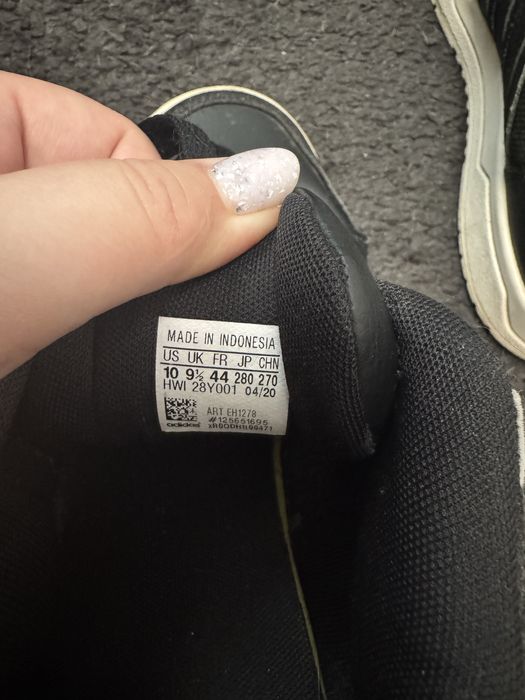 MADE IN INDONESIA
US UK FR JP CHN
10 9½ 44 280 270
HWI 28Y001 04/20
ART EH1278
#125651695
adidas